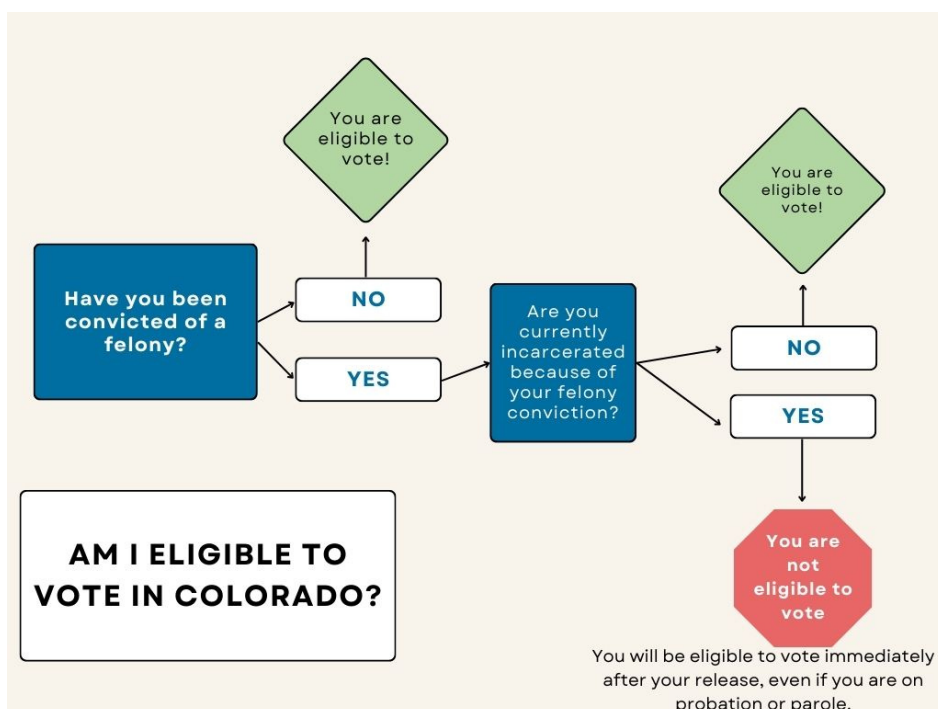 You are
eligible to
vote!
You are
eligible to
vote!
Have you been
convicted of a
felony?
NO
YES
Are you
currently
incarcerated
because of
your felony
conviction?
NO
YES
AM I ELIGIBLE TO
VOTE IN COLORADO?
You are
not
eligible to
vote
You will be eligible to vote immediately
after your release, even if you are on
probation or parole.